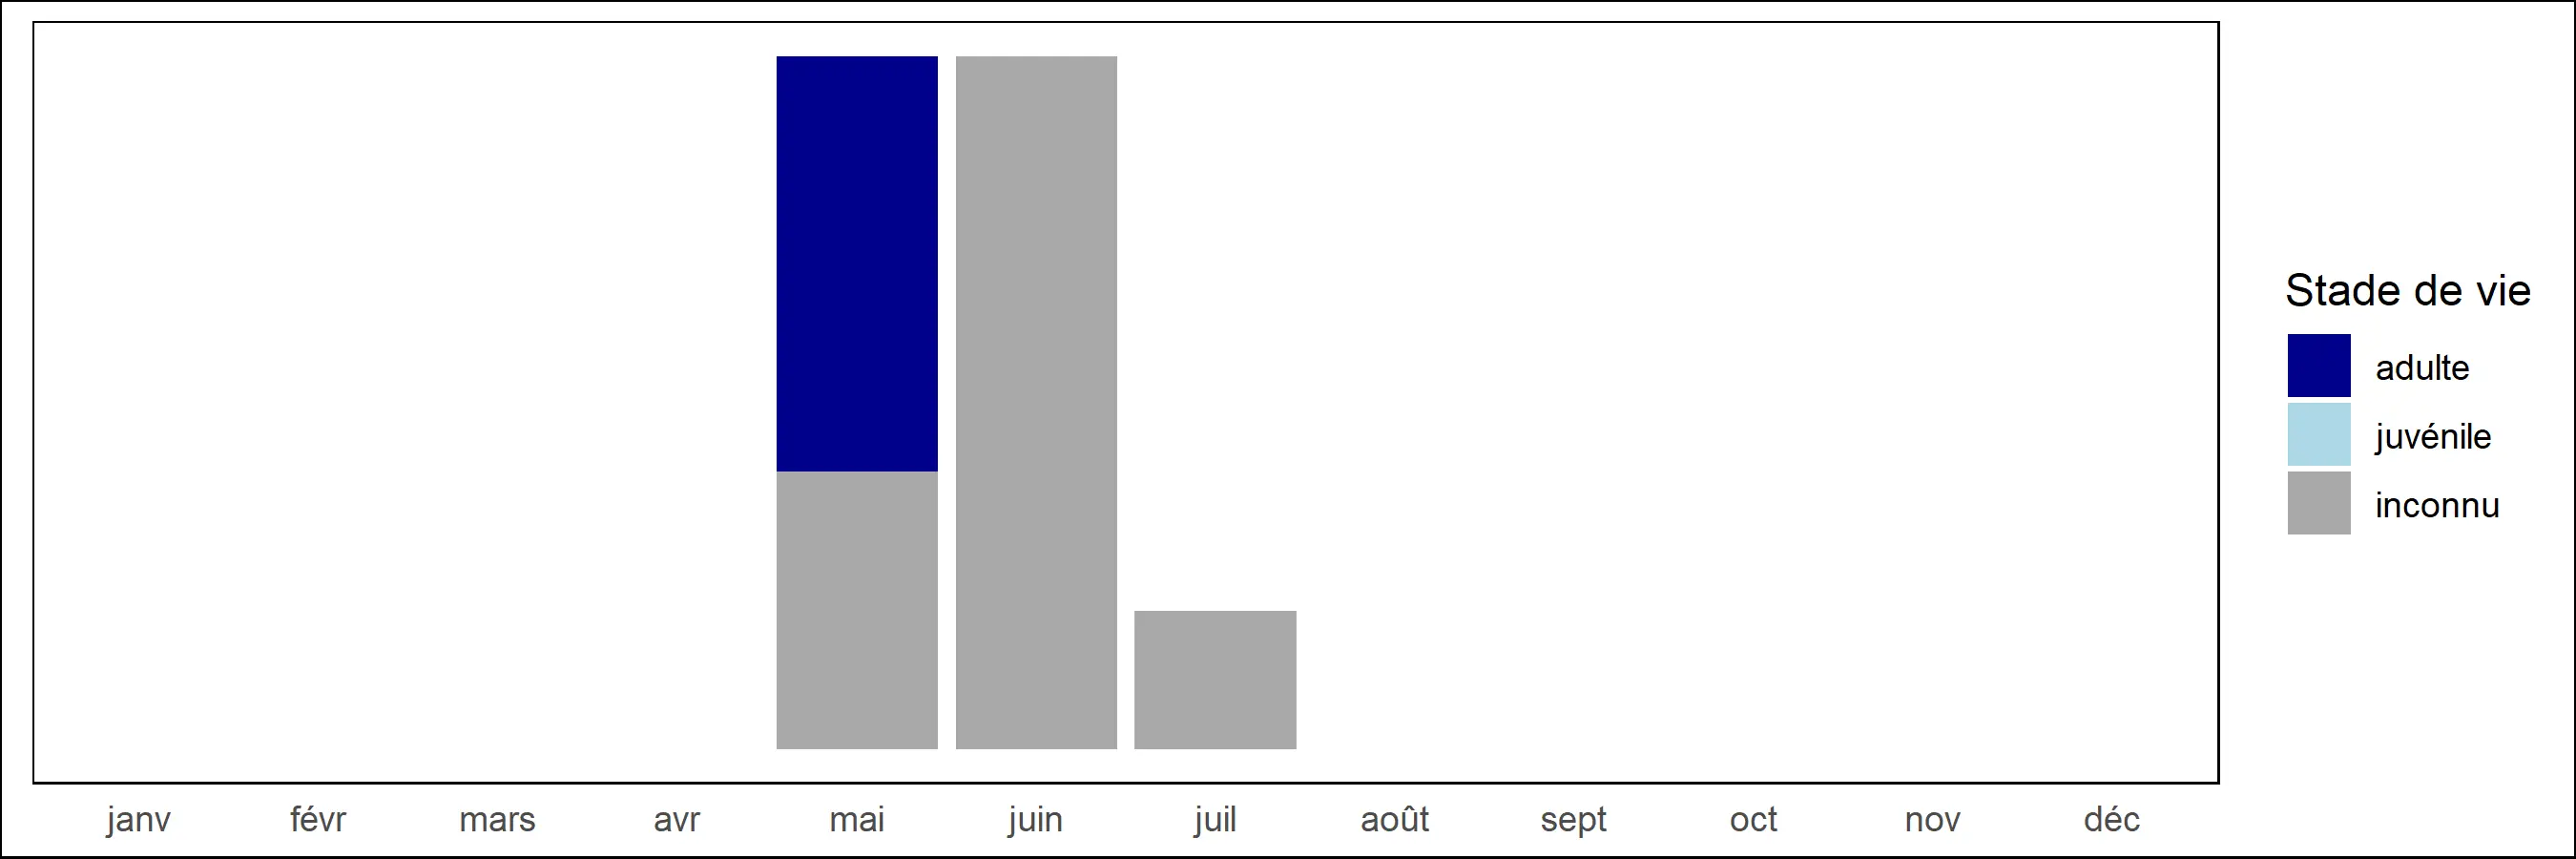 Stade de vie
adulte
juvénile
inconnu
janv févr mars avr mai juin juil août sept oct nov déc